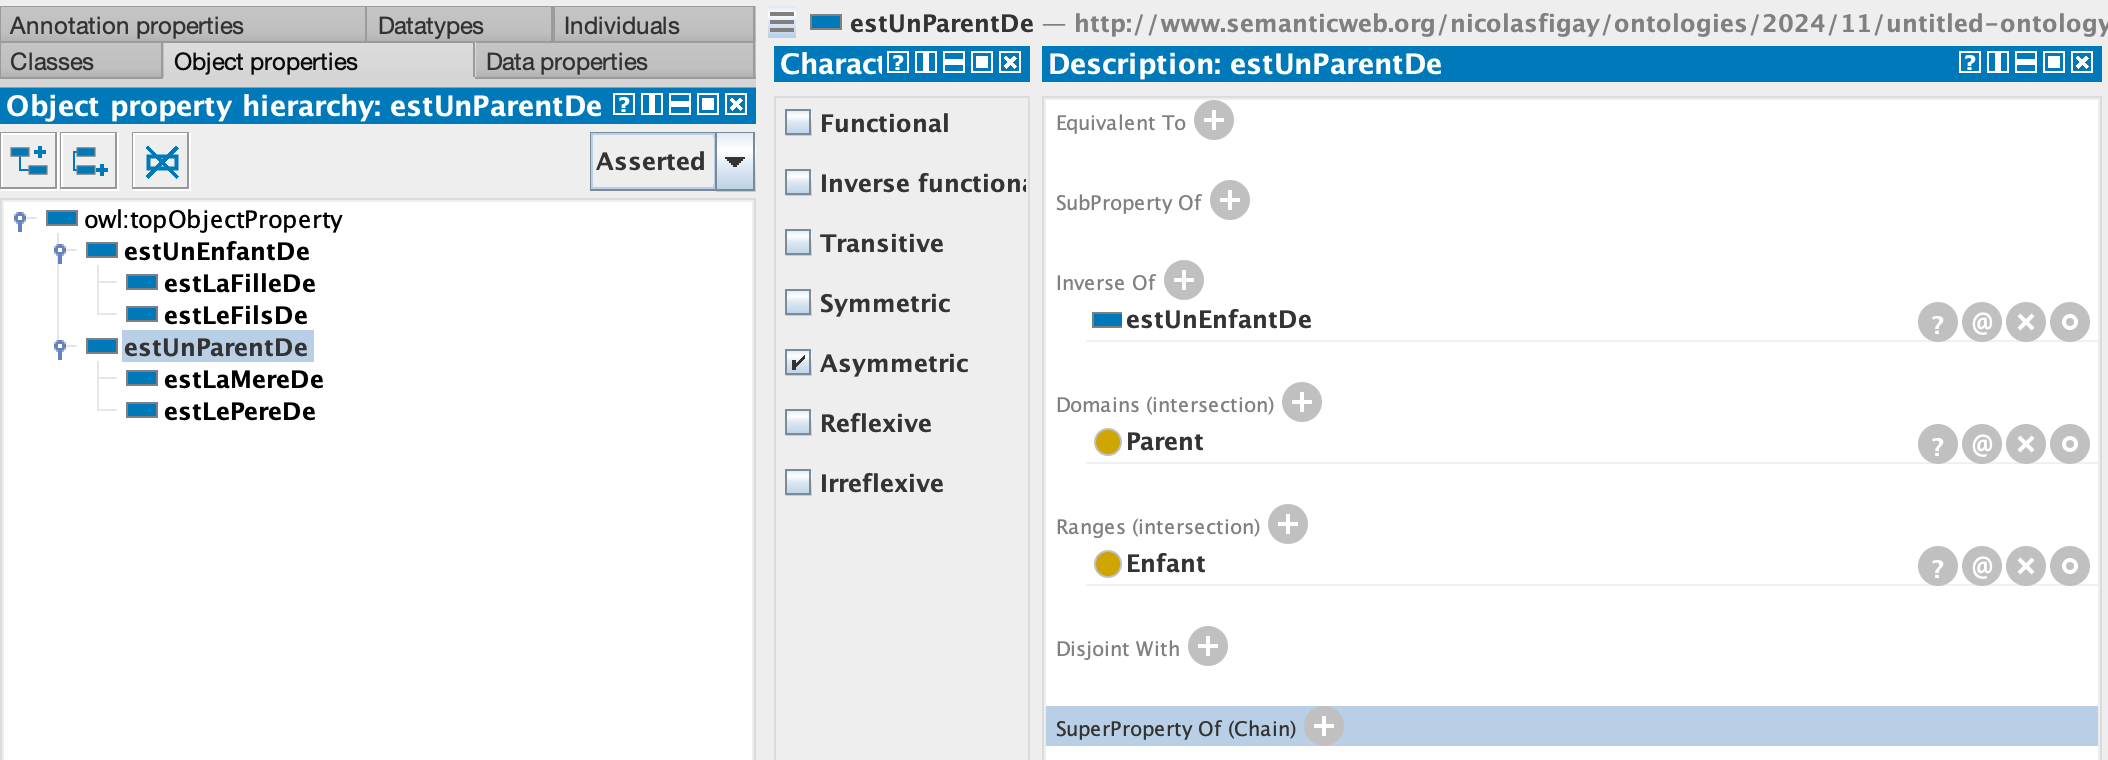 Annotation properties Datatypes Individuals
Classes Object properties Data properties
Object property hierarchy: estUnParentDe
Asserted
owl:topObjectProperty
estUnEnfantDe
estLaFilleDe
estLeFilsDe
estUnParentDe
estLaMereDe
estLePereDe
estUnParentDe — http://www.semanticweb.org/nicolasfigay/ontologies/2024/11/untitled-ontology
Charact
Functional
Inverse functiona
Transitive
Symmetric
Asymmetric
Reflexive
Irreflexive
Description: estUnParentDe
Equivalent To
SubProperty Of
Inverse Of
estUnEnfantDe
Domains (intersection)
Parent
Ranges (intersection)
Enfant
Disjoint With
SuperProperty Of (Chain)